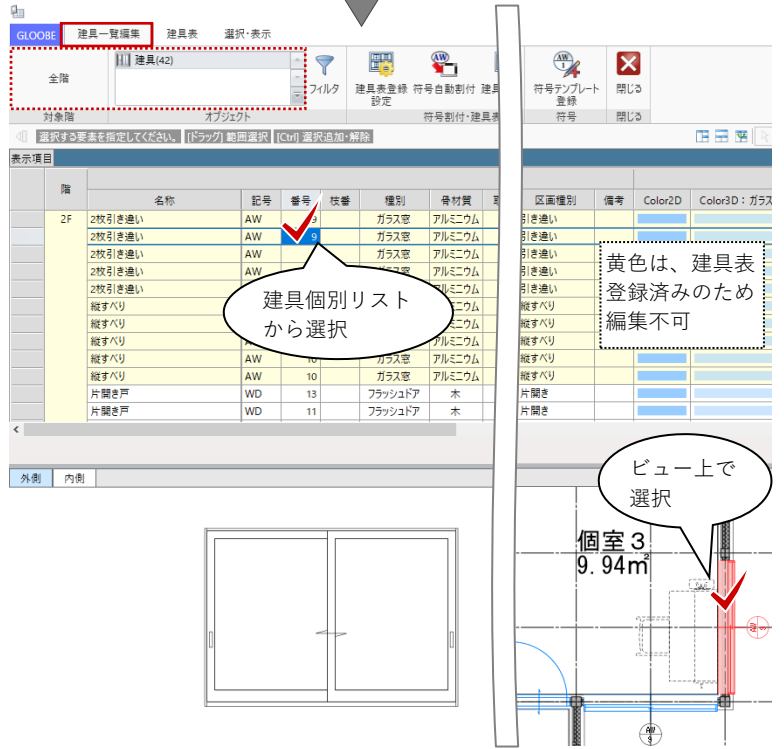 GLOOBE 建具一覧編集 建具表 選択・表示
全階
建具(42)
フィルタ
建具表登録 設定
符号自動割付
建具
符号テンプレート 登録
閉じる
対象階 オブジェクト 符号割付・建具表 符号 閉じる
選択する要素を指定してください。 [ドラッグ] 範囲選択 [Ctrl] 選択追加・解除
表示項目
階 名称 記号 番号 枝番 種別 骨材質 区画種別 備考 Color2D Color3D：ガラス
2F 2枚引き違い AW 9 ガラス窓 アルミニウム 引き違い
2枚引き違い AW 9 ガラス窓 アルミニウム 引き違い
2枚引き違い AW ガラス窓 アルミニウム 引き違い
2枚引き違い AW ガラス窓 アルミニウム 引き違い
2枚引き違い 引き違い
縦すべり アルミニウム 縦すべり
縦すべり アルミニウム 縦すべり
縦すべり アルミニウム 縦すべり
縦すべり AW 10 ガラス窓 アルミニウム 縦すべり
縦すべり AW 10 ガラス窓 アルミニウム 縦すべり
片開き戸 WD 13 フラッシュドア 木 片開き
片開き戸 WD 11 フラッシュドア 木 片開き
建具個別リスト
から選択
黄色は、建具表
登録済みのため
編集不可
外側 内側
ビュー上で
選択
個室３
9.94㎡
AW
9